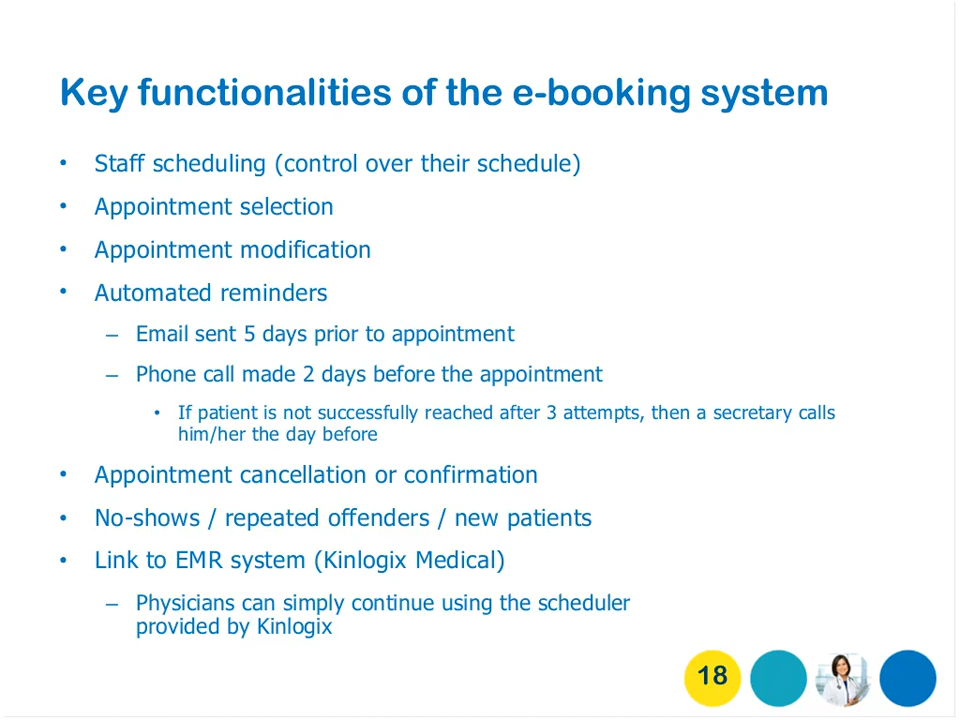 Key functionalities of the e-booking system
• Staff scheduling (control over their schedule)
• Appointment selection
• Appointment modification
• Automated reminders
– Email sent 5 days prior to appointment
– Phone call made 2 days before the appointment
• If patient is not successfully reached after 3 attempts, then a secretary calls
him/her the day before
• Appointment cancellation or confirmation
• No-shows / repeated offenders / new patients
• Link to EMR system (Kinlogix Medical)
– Physicians can simply continue using the scheduler
provided by Kinlogix
18